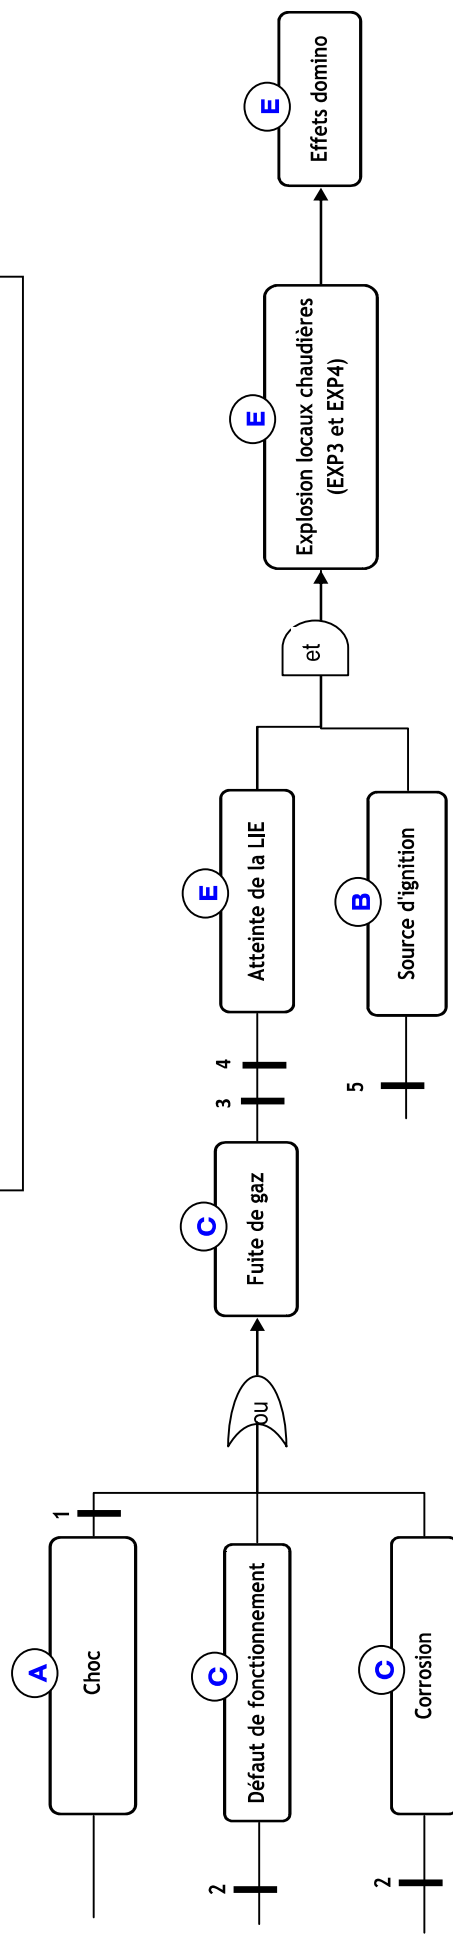 A
Choc
1
2
C
Défaut de fonctionnement
2
C
Corrosion
ou
C
Fuite de gaz
3
4
E
Atteinte de la LIE
5
B
Source d'ignition
et
E
Explosion locaux chaudières
(EXP3 et EXP4)
E
Effets domino